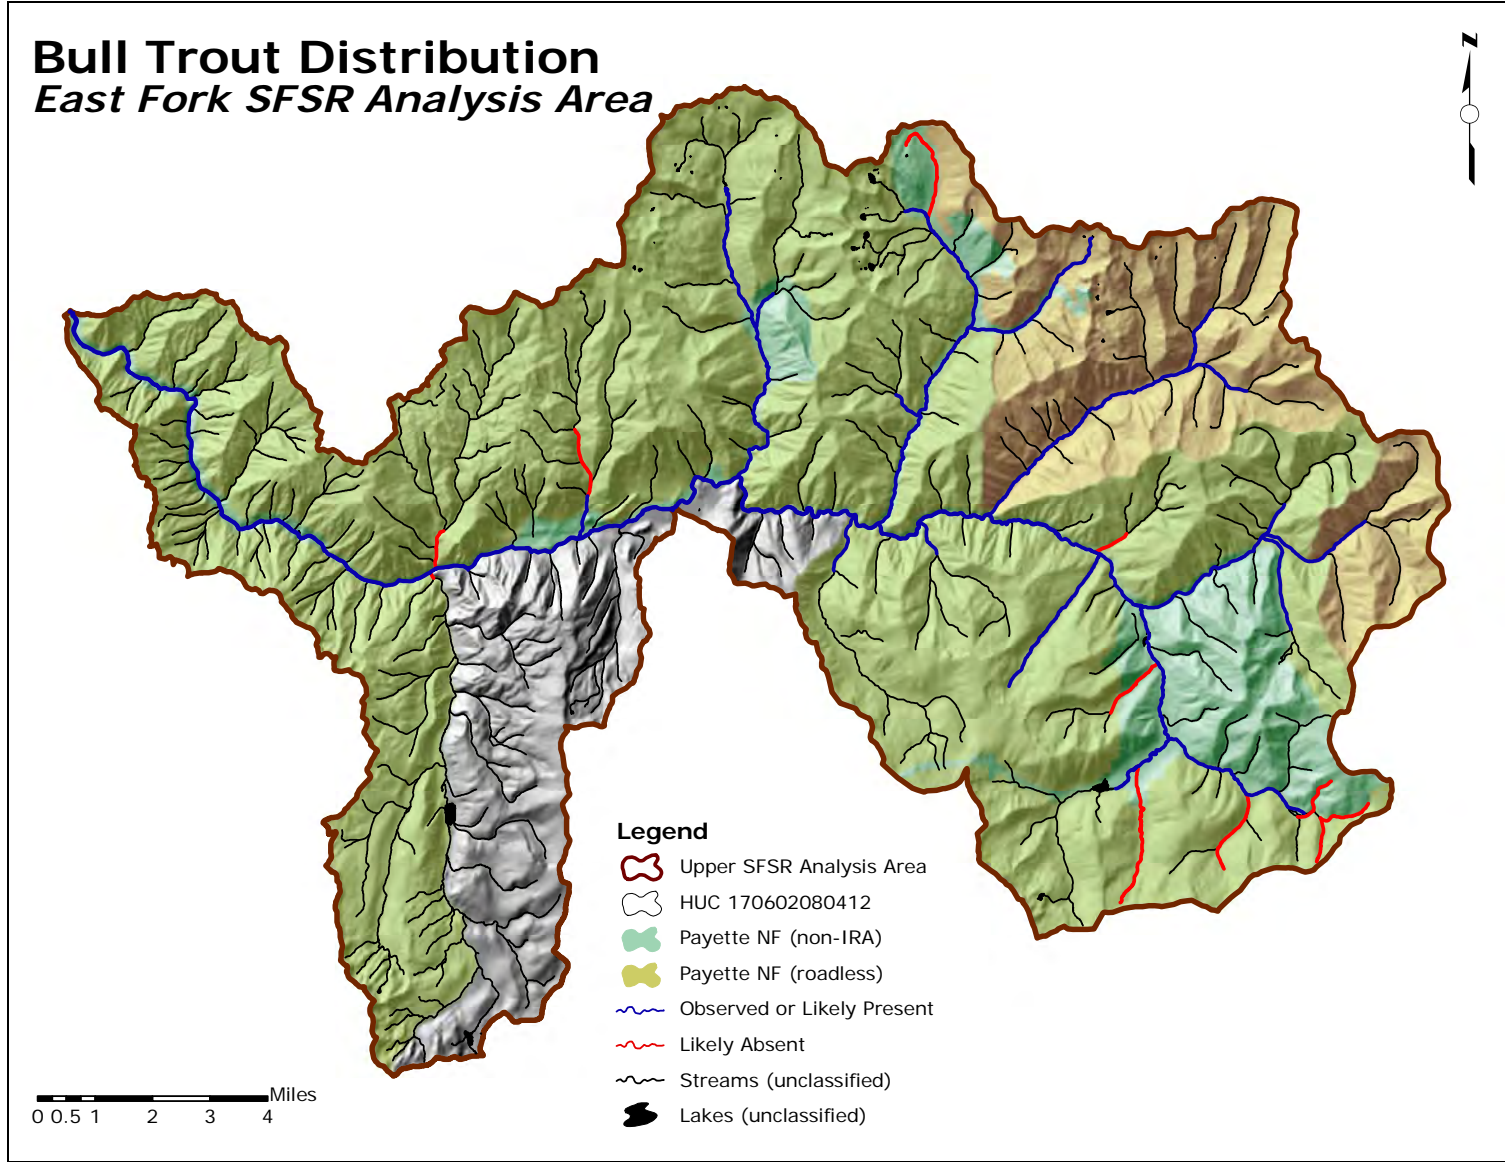 Bull Trout Distribution
East Fork SFSR Analysis Area
N
Legend
Upper SFSR Analysis Area
HUC 170602080412
Payette NF (non-IRA)
Payette NF (roadless)
Observed or Likely Present
Likely Absent
Streams (unclassified)
Lakes (unclassified)
Miles
0 0.5 1 2 3 4